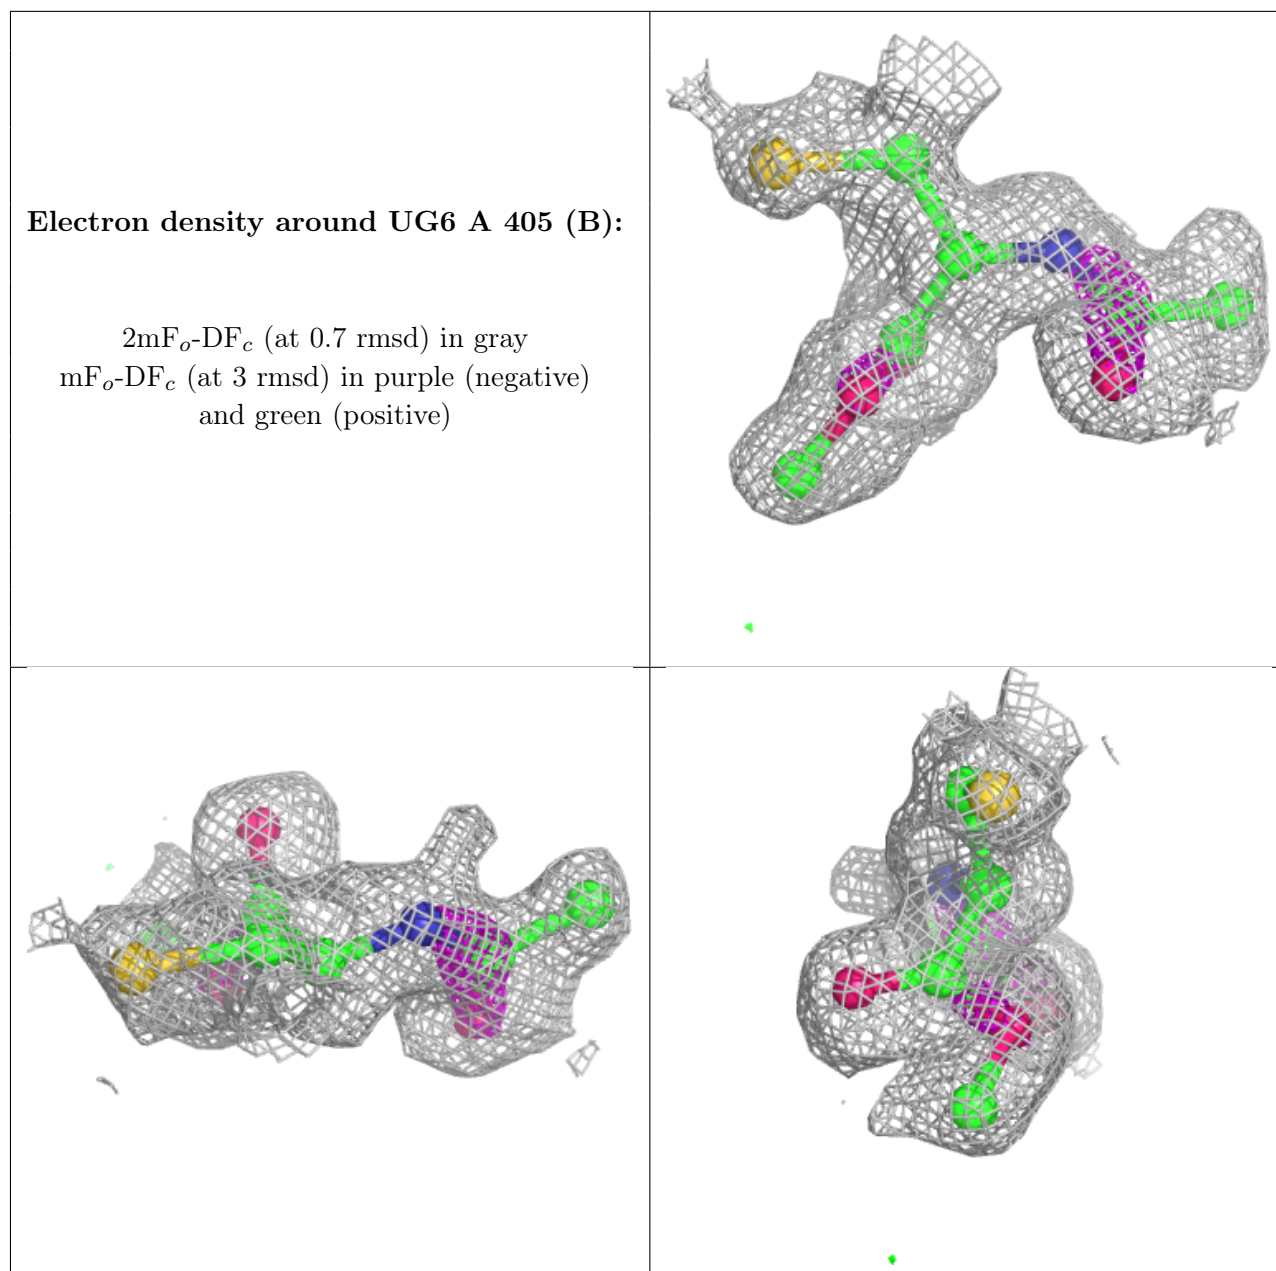 Electron density around UG6 A 405 (B):
2mFₒ-DF𝒸 (at 0.7 rmsd) in gray
mFₒ-DF𝒸 (at 3 rmsd) in purple (negative)
and green (positive)